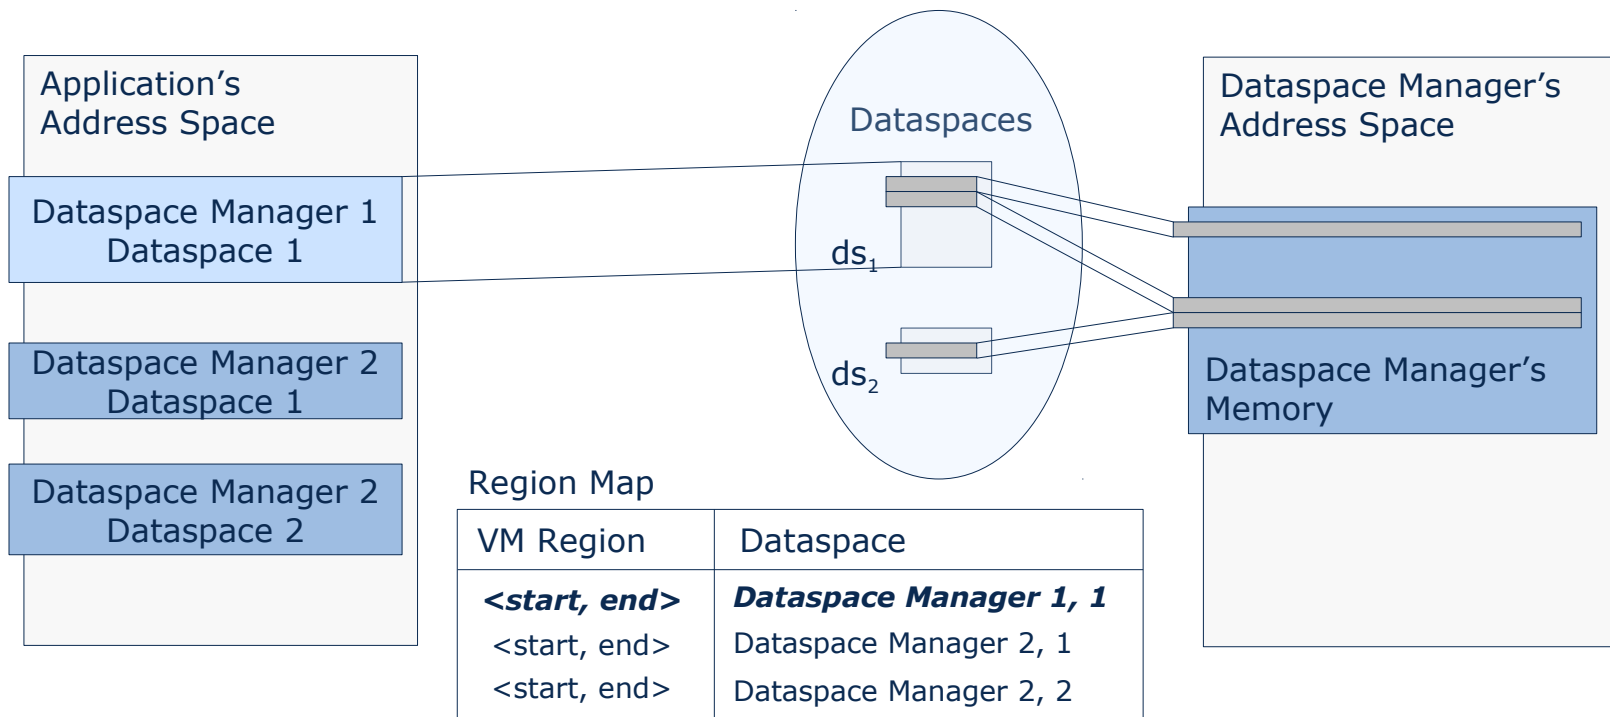 Application’s
Address Space
Dataspace Manager 1
Dataspace 1
Dataspace Manager 2
Dataspace 1
Dataspace Manager 2
Dataspace 2
Dataspaces
ds₁
ds₂
Dataspace Manager’s
Address Space
Dataspace Manager’s
Memory
Region Map
VM Region Dataspace
<start, end> Dataspace Manager 1, 1
<start, end> Dataspace Manager 2, 1
<start, end> Dataspace Manager 2, 2